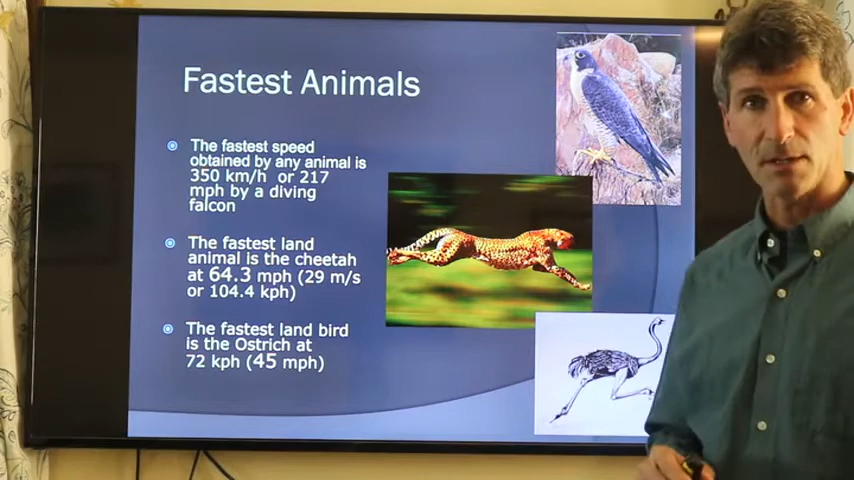 Fastest Animals
The fastest speed
obtained by any animal is
350 km/h or 217
mph by a diving
falcon
The fastest land
animal is the cheetah
at 64.3 mph (29 m/s
or 104.4 kph)
The fastest land bird
is the Ostrich at
72 kph (45 mph)